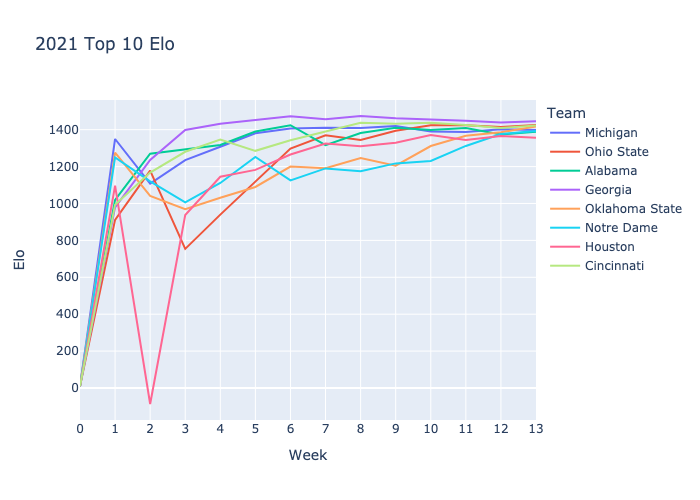 2021 Top 10 Elo
Team
Michigan
Ohio State
Alabama
Georgia
Oklahoma State
Notre Dame
Houston
Cincinnati
Elo
1400
1200
1000
800
600
400
200
0
0 1 2 3 4 5 6 7 8 9 10 11 12 13
Week